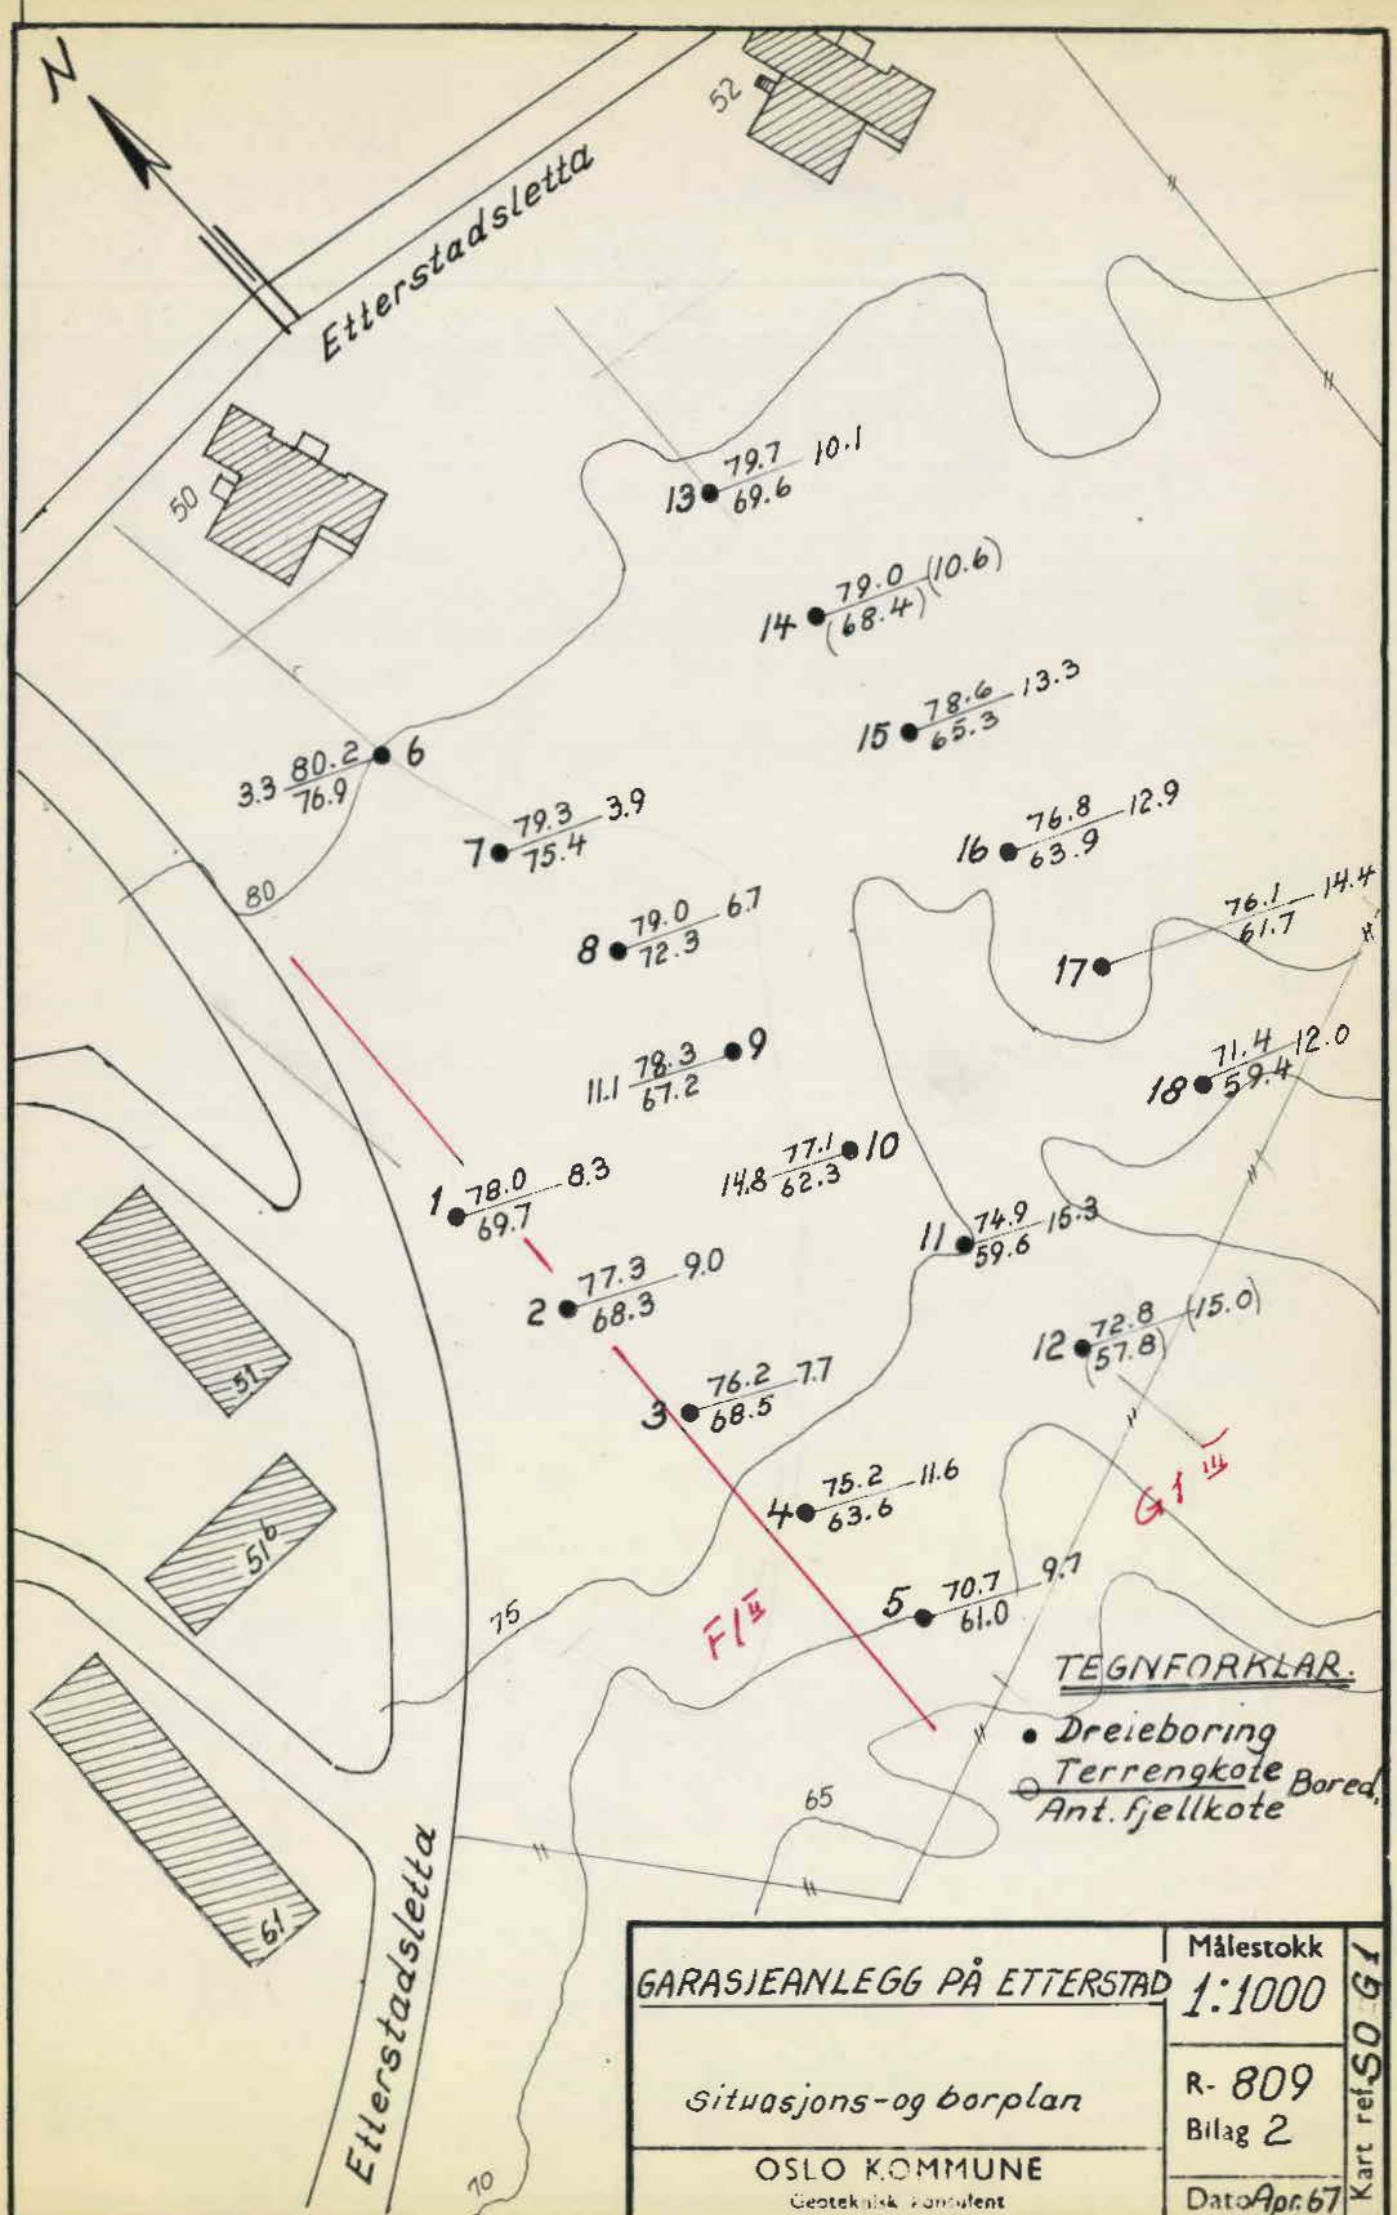 N
52
Etterstadsletta
50
79.7 10.1
13 69.6
79.0 (10.6)
14 (68.4)
78.6 13.3
15 65.3
3.3 80.2 6
76.9
79.3 3.9
7 75.4
76.8 12.9
16 63.9
80
79.0 6.7
8 72.3
76.1 14.4
17 61.7
11.1 78.3 9
67.2
71.4 12.0
18 59.4
14.8 77.1 10
62.3
1 78.0 8.3
69.7
11 74.9 15.3
59.6
2 77.3 9.0
68.3
12 72.8 (15.0)
(57.8)
51
3 76.2 7.7
68.5
G1 III
4 75.2 11.6
63.6
51b
5 70.7 9.7
61.0
75
F1 II
TEGNFORKLAR.
Dreieboring
Terrengkote Bored.
Ant. fjellkote
65
61
Etterstadsletta
70
GARASJEANLEGG PÅ ETTERSTAD
situasjons-og borplan
OSLO KOMMUNE
Geoteknisk konsulent
Målestokk
1:1000
R- 809
Bilag 2
Dato Apr. 67
Kart ref. SO G1